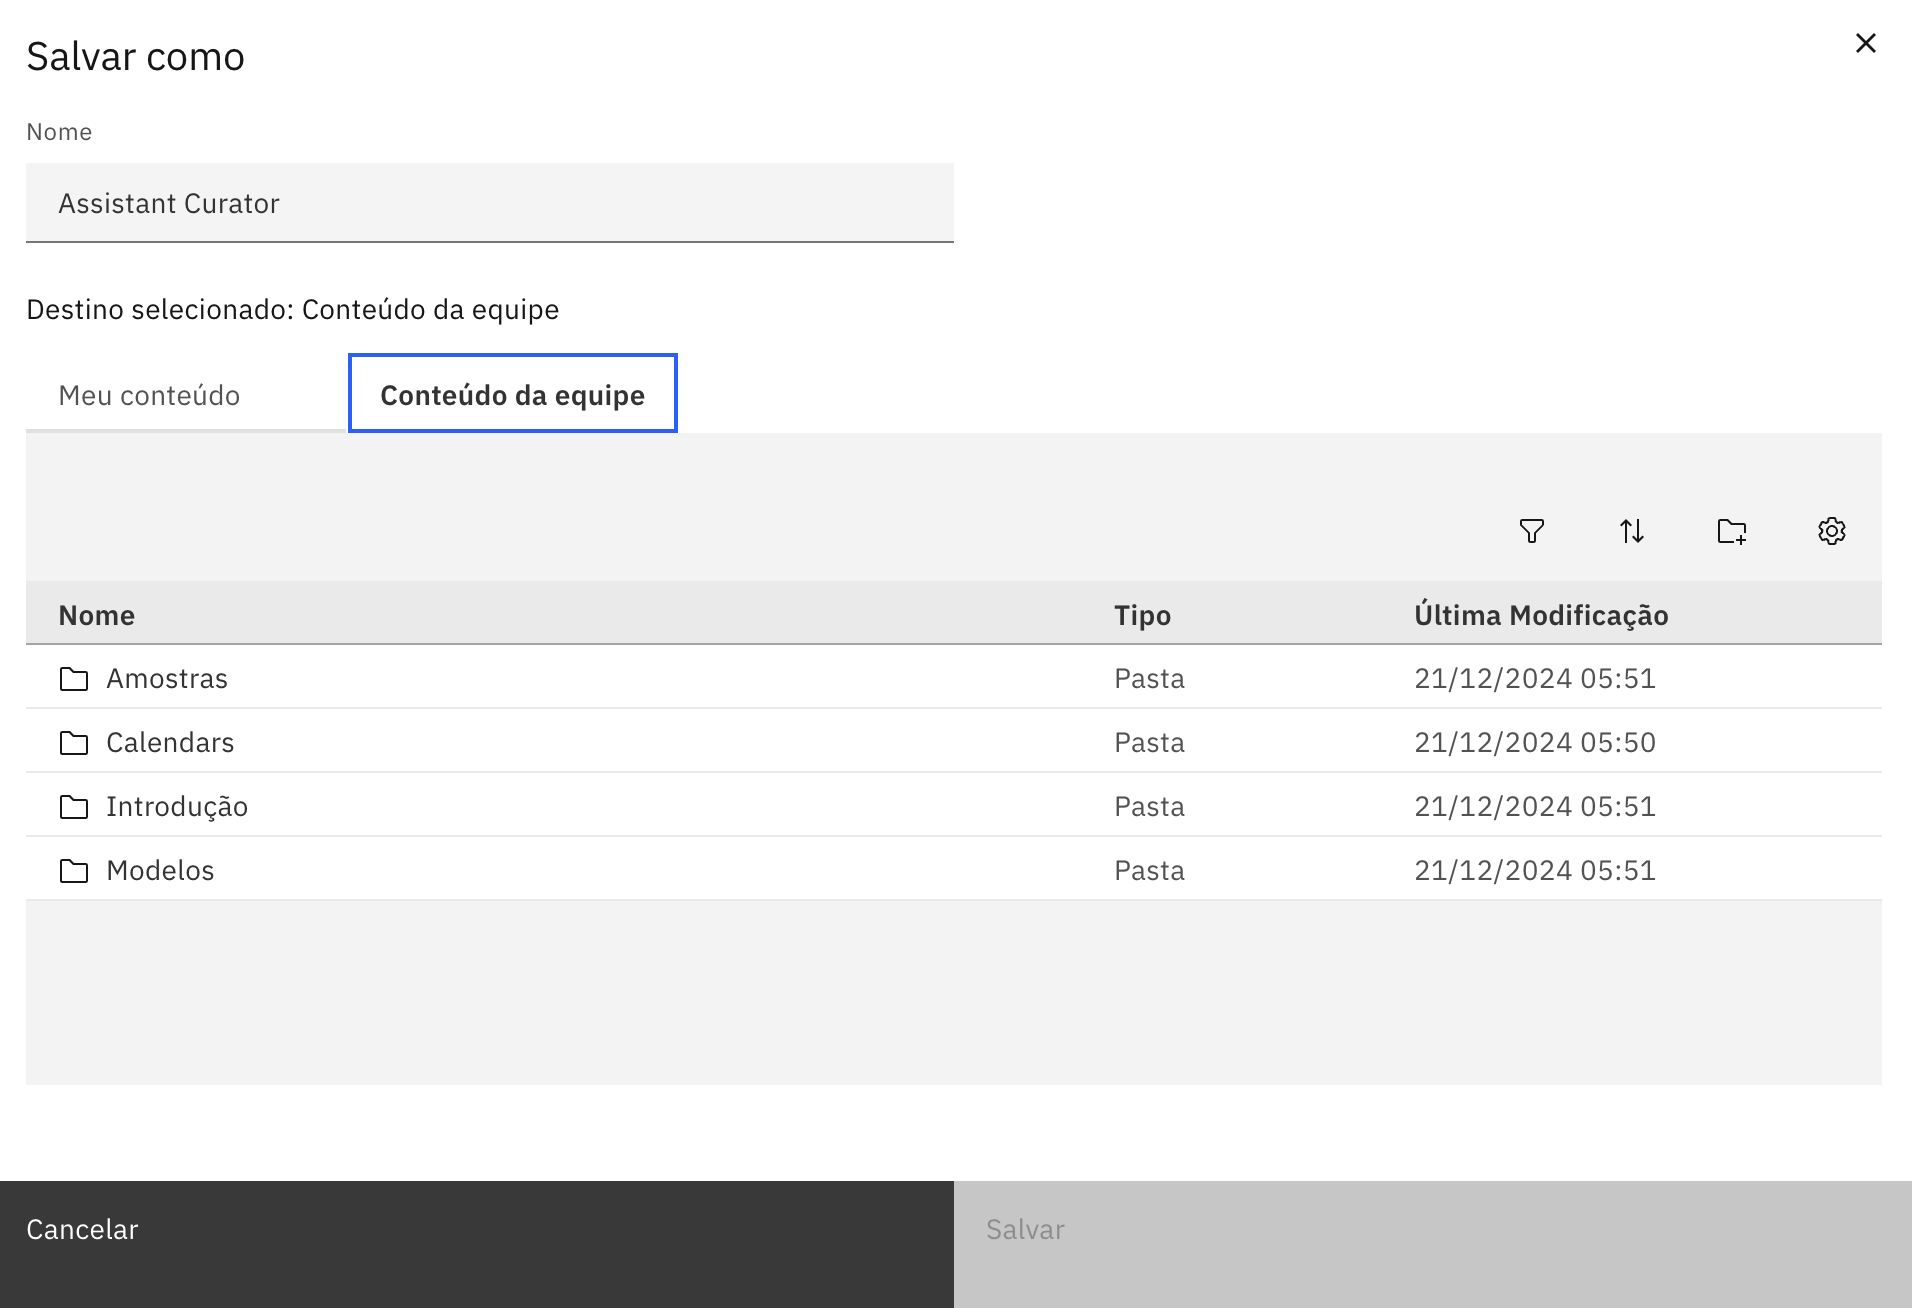 Salvar como
Nome
Assistant Curator
Destino selecionado: Conteúdo da equipe
Meu conteúdo Conteúdo da equipe
Nome Tipo Última Modificação
Amostras Pasta 21/12/2024 05:51
Calendars Pasta 21/12/2024 05:50
Introdução Pasta 21/12/2024 05:51
Modelos Pasta 21/12/2024 05:51
Cancelar Salvar